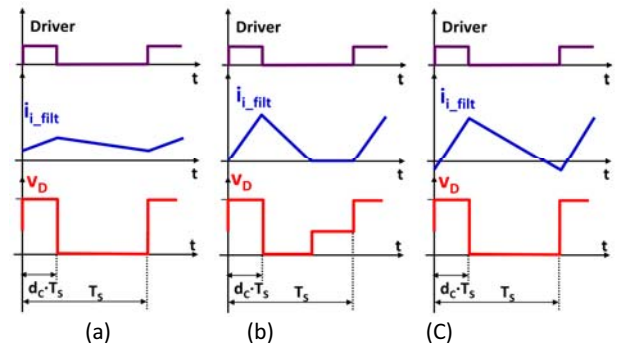 Driver
t
i_i_filt
t
v_D
t
d_C·T_S
T_S
(a)
Driver
t
i_i_filt
t
v_D
t
d_C·T_S
T_S
(b)
Driver
t
i_i_filt
t
v_D
t
d_C·T_S
T_S
(C)